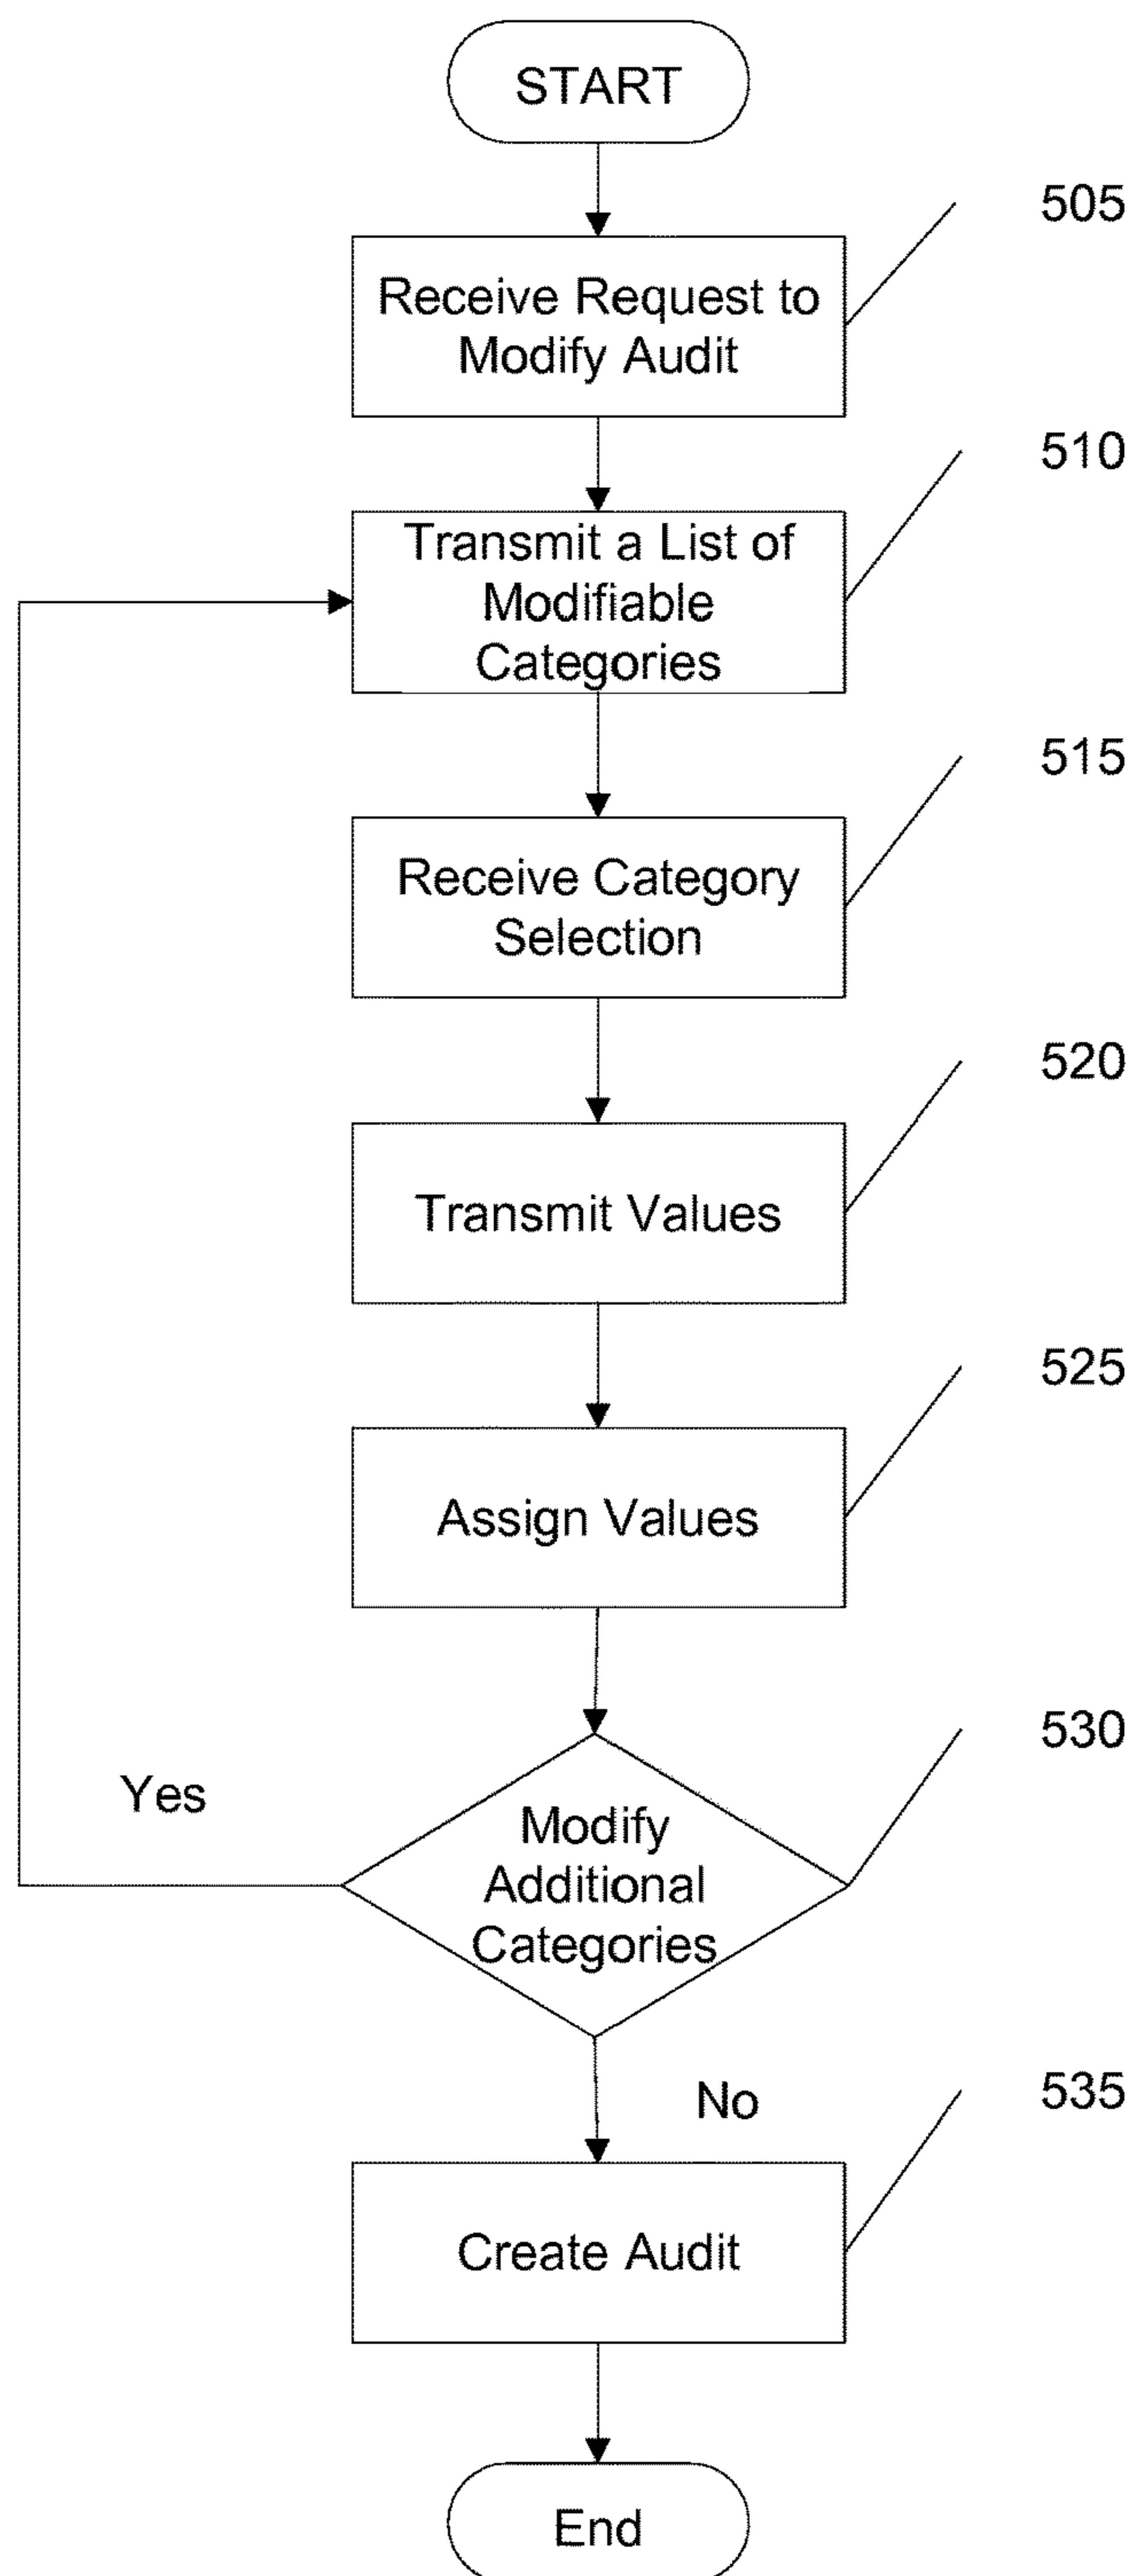 START
505
Receive Request to
Modify Audit
510
Transmit a List of
Modifiable
Categories
515
Receive Category
Selection
520
Transmit Values
525
Assign Values
530
Yes
Modify
Additional
Categories
No
535
Create Audit
End